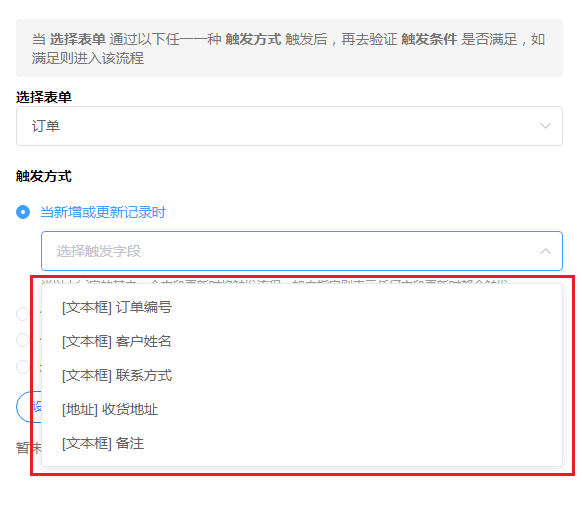 当 选择表单 通过以下任一一种 触发方式 触发后，再去验证 触发条件 是否满足，如
满足则进入该流程
选择表单
订单
触发方式
当新增或更新记录时
选择触发字段
[文本框] 订单编号
[文本框] 客户姓名
[文本框] 联系方式
[地址] 收货地址
[文本框] 备注
暂未